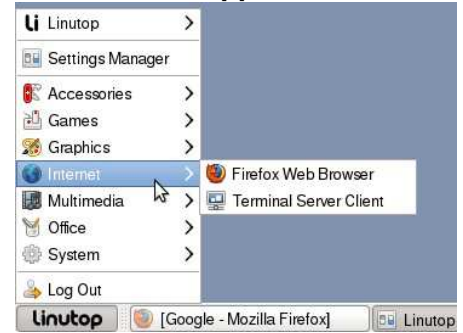 Linutop
Settings Manager
Accessories
Games
Graphics
Internet
Firefox Web Browser
Multimedia
Terminal Server Client
Office
System
Log Out
Linutop
[Google - Mozilla Firefox]
Linutop